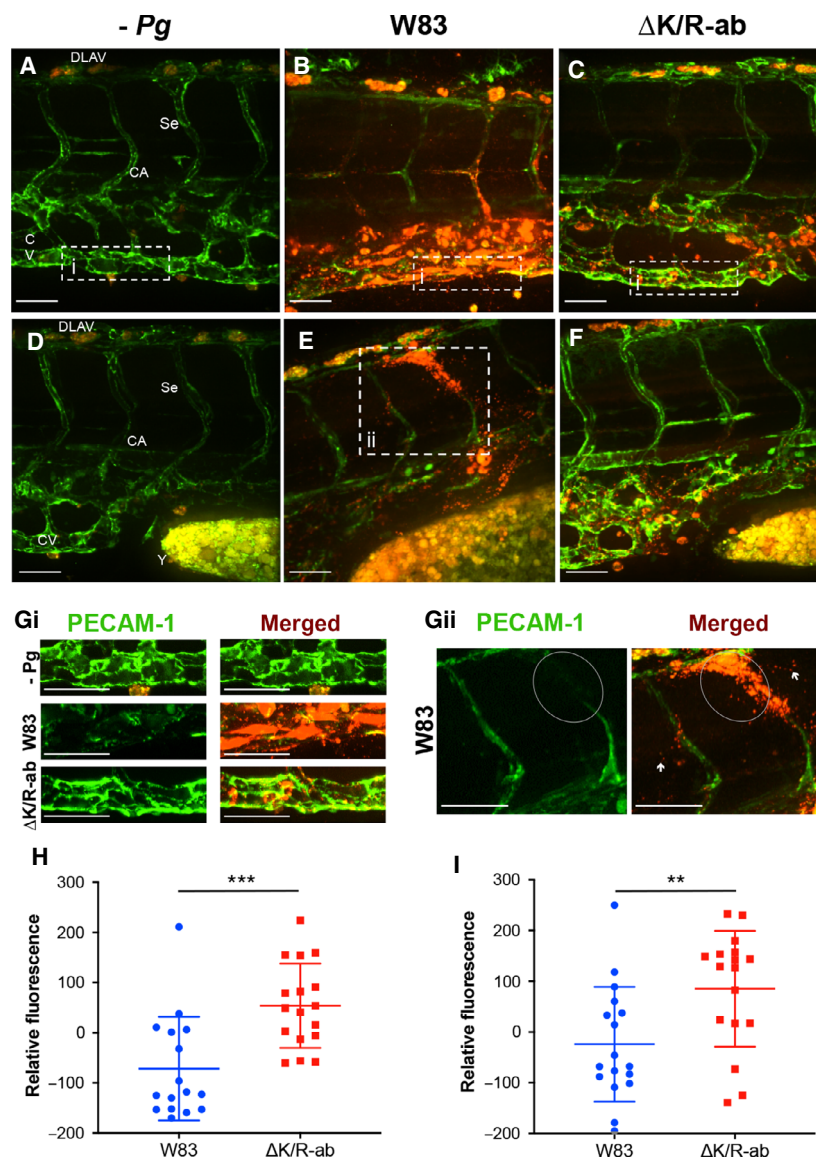 - Pg W83 ΔK/R-ab
A DLAV Se CA C V i
B i
C i
D DLAV Se CA CV Y
E ii
F
Gi PECAM-1 Merged
- Pg
W83
ΔK/R-ab
Gii PECAM-1 Merged
W83
H
***
Relative fluorescence
300
200
100
0
−100
−200
W83 ΔK/R-ab
I
**
Relative fluorescence
300
200
100
0
−100
−200
W83 ΔK/R-ab